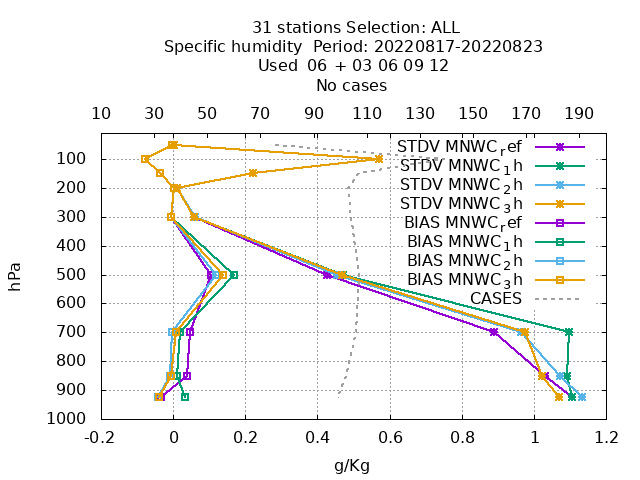 31 stations Selection: ALL
Specific humidity  Period: 20220817-20220823
Used  06 + 03 06 09 12
No cases
10 30 50 70 90 110 130 150 170 190
STDV MNWC_ref
100
STDV MNWC_1h
STDV MNWC_2h
200
STDV MNWC_3h
300
BIAS MNWC_ref
BIAS MNWC_1h
400
BIAS MNWC_2h
500
BIAS MNWC_3h
CASES
600
700
800
900
1000
hPa
-0.2 0 0.2 0.4 0.6 0.8 1 1.2
g/Kg